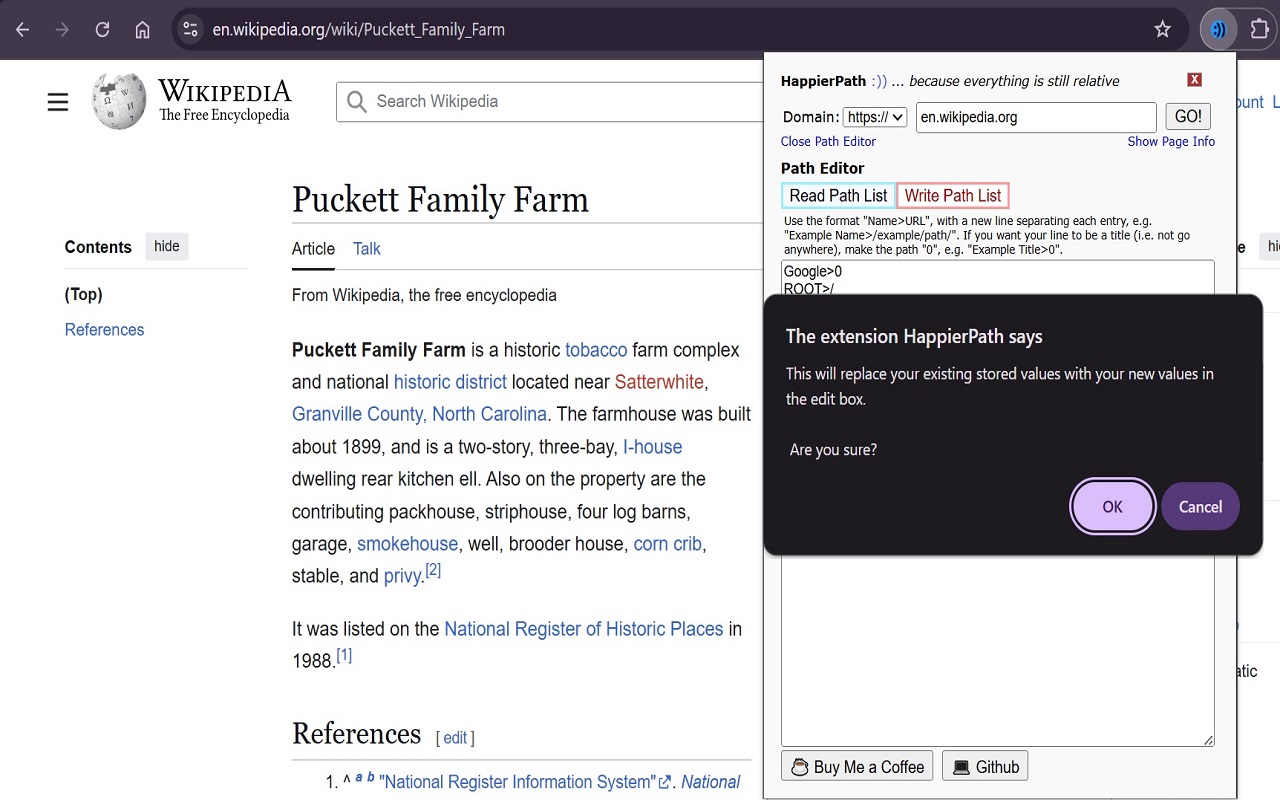 en.wikipedia.org/wiki/Puckett_Family_Farm
WIKIPEDIA
The Free Encyclopedia
Search Wikipedia
Contents hide
(Top)
References
Puckett Family Farm
Article Talk
From Wikipedia, the free encyclopedia
Puckett Family Farm is a historic tobacco farm complex
and national historic district located near Satterwhite,
Granville County, North Carolina. The farmhouse was built
about 1899, and is a two-story, three-bay, I-house
dwelling rear kitchen ell. Also on the property are the
contributing packhouse, striphouse, four log barns,
garage, smokehouse, well, brooder house, corn crib,
stable, and privy.[2]
It was listed on the National Register of Historic Places in
1988.[1]
References [ edit ]
1. ^ a b "National Register Information System". National
HappierPath :)) ... because everything is still relative
X
Domain: https:// en.wikipedia.org GO!
Close Path Editor Show Page Info
Path Editor
Read Path List Write Path List
Use the format "Name>URL", with a new line separating each entry, e.g.
"Example Name>/example/path/". If you want your line to be a title (i.e. not go
anywhere), make the path "0", e.g. "Example Title>0".
Google>0
ROOT>/
The extension HappierPath says
This will replace your existing stored values with your new values in
the edit box.
Are you sure?
OK Cancel
Buy Me a Coffee Github